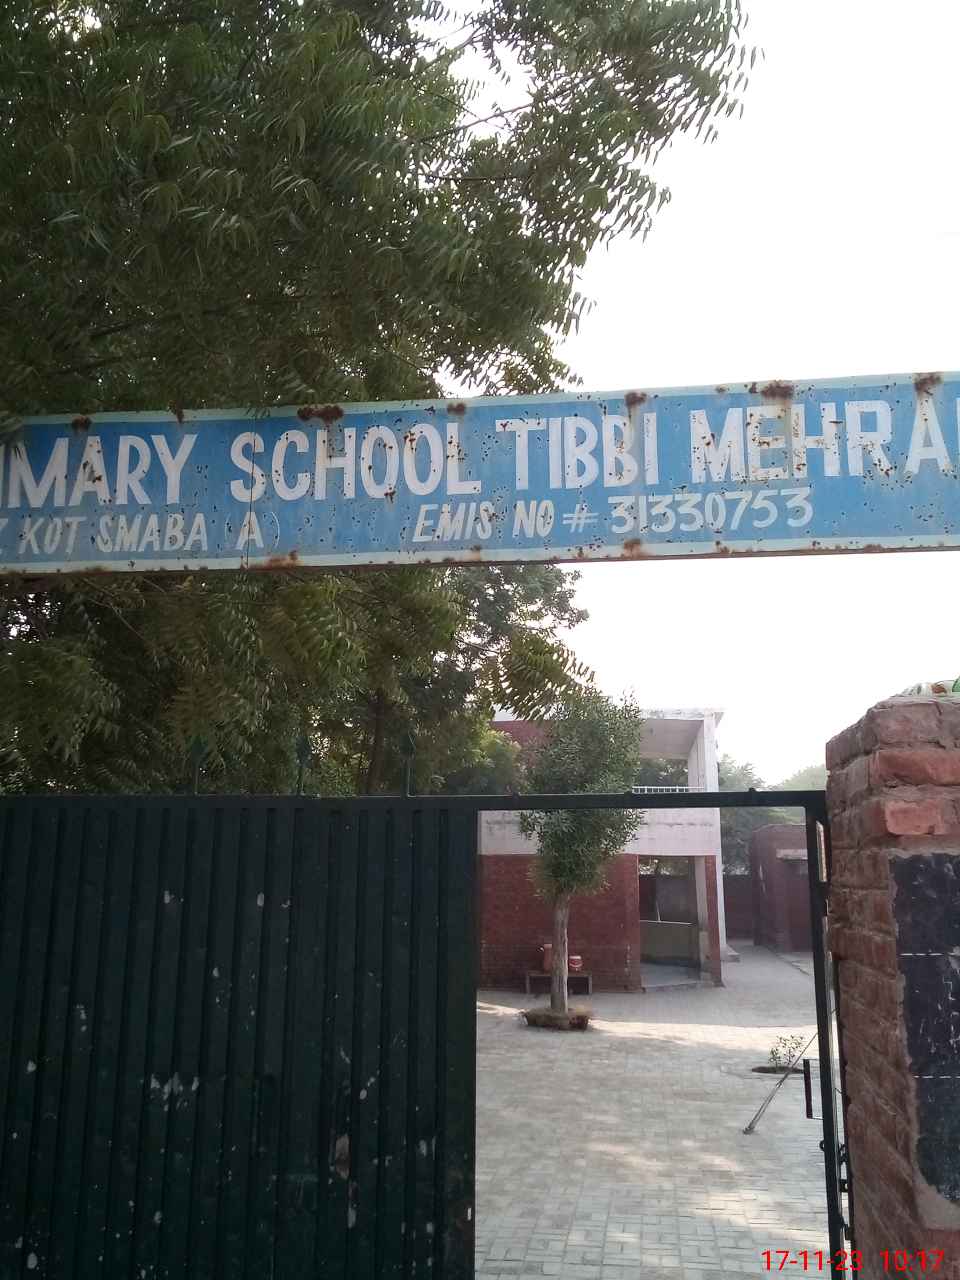 IMARY SCHOOL TIBBI MEHRA
KOT SMABA A) EMIS NO # 31330753
17-11-23 10:17